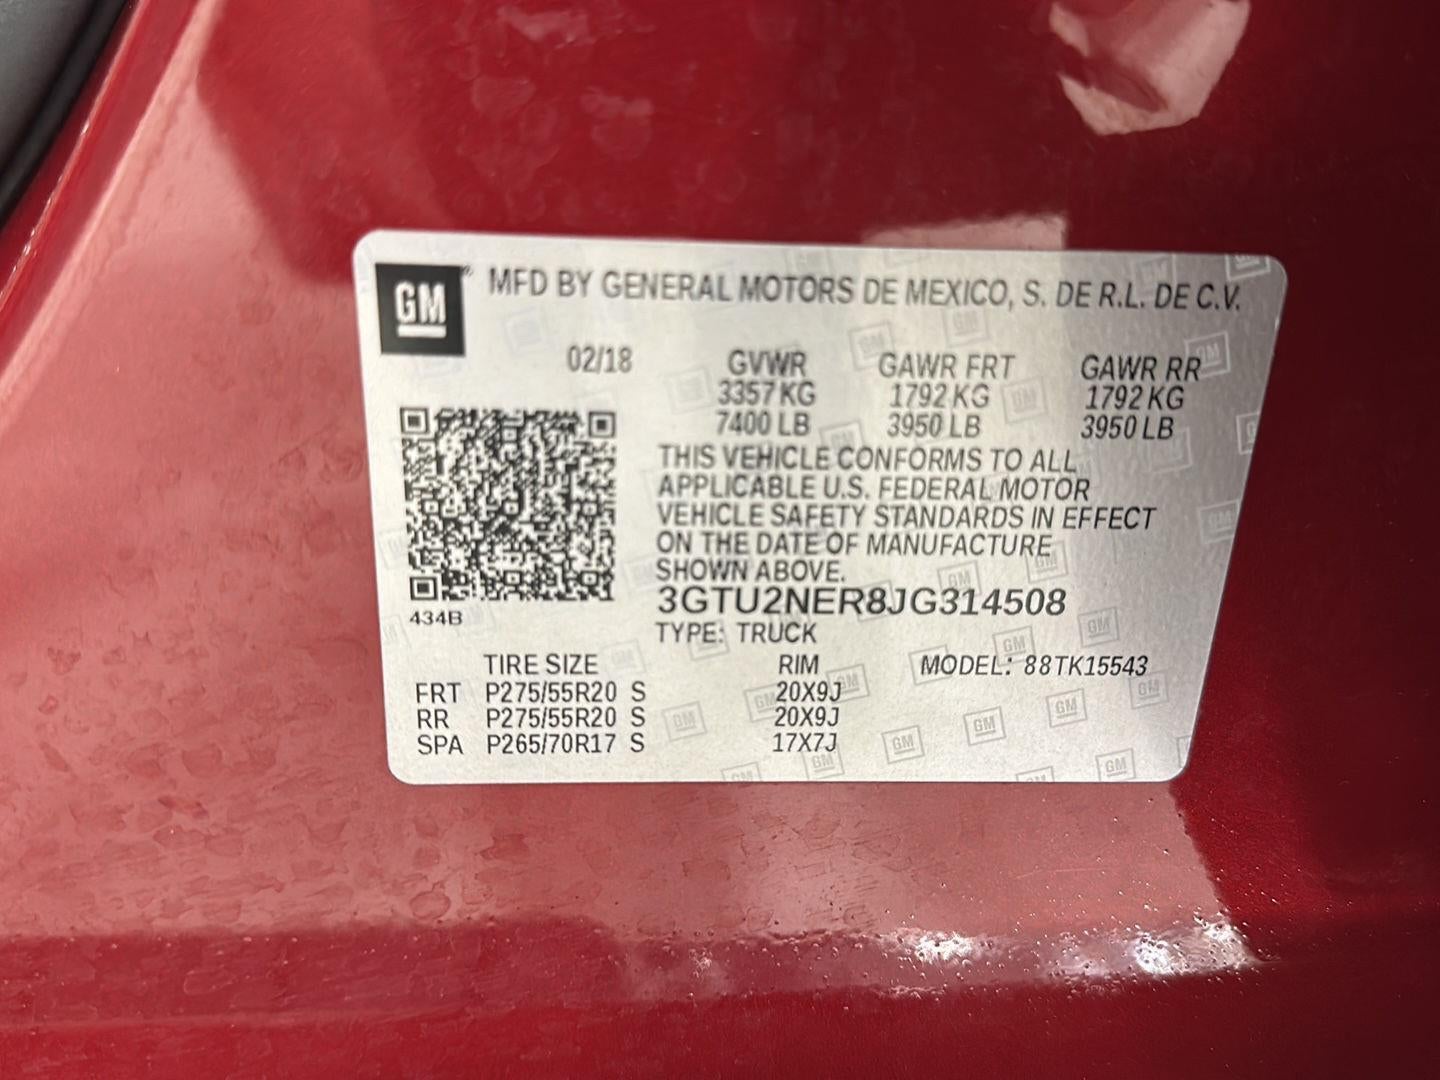 GM® MFD BY GENERAL MOTORS DE MEXICO, S. DE R.L. DE C.V.
02/18 GVWR GAWR FRT GAWR RR
3357 KG 1792 KG 1792 KG
7400 LB 3950 LB 3950 LB
THIS VEHICLE CONFORMS TO ALL
APPLICABLE U.S. FEDERAL MOTOR
VEHICLE SAFETY STANDARDS IN EFFECT
ON THE DATE OF MANUFACTURE
SHOWN ABOVE.
3GTU2NER8JG314508
434B
TYPE: TRUCK
TIRE SIZE RIM MODEL: 88TK15543
FRT P275/55R20 S 20X9J
RR P275/55R20 S 20X9J
SPA P265/70R17 S 17X7J